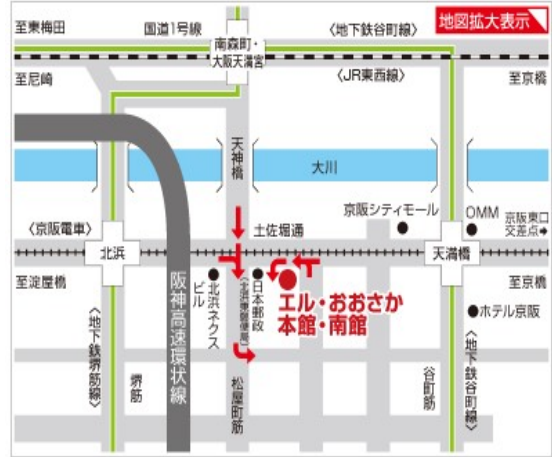 至東梅田
国道1号線
〈地下鉄谷町線〉
地図拡大表示
南森町・
大阪天満宮
至尼崎
〈JR東西線〉
至京橋
天神橋
大川
京阪シティモール
OMM
京阪東口
交差点➡
〈京阪電車〉
北浜
土佐堀通
天満橋
至淀屋橋
至京橋
阪神高速環状線
北浜ネクス
ビル
(北浜東郵便局)
日本郵政
エル・おおさか
本館・南館
ホテル京阪
〈地下鉄堺筋線〉
堺筋
松屋町筋
谷町筋
〈地下鉄谷町線〉